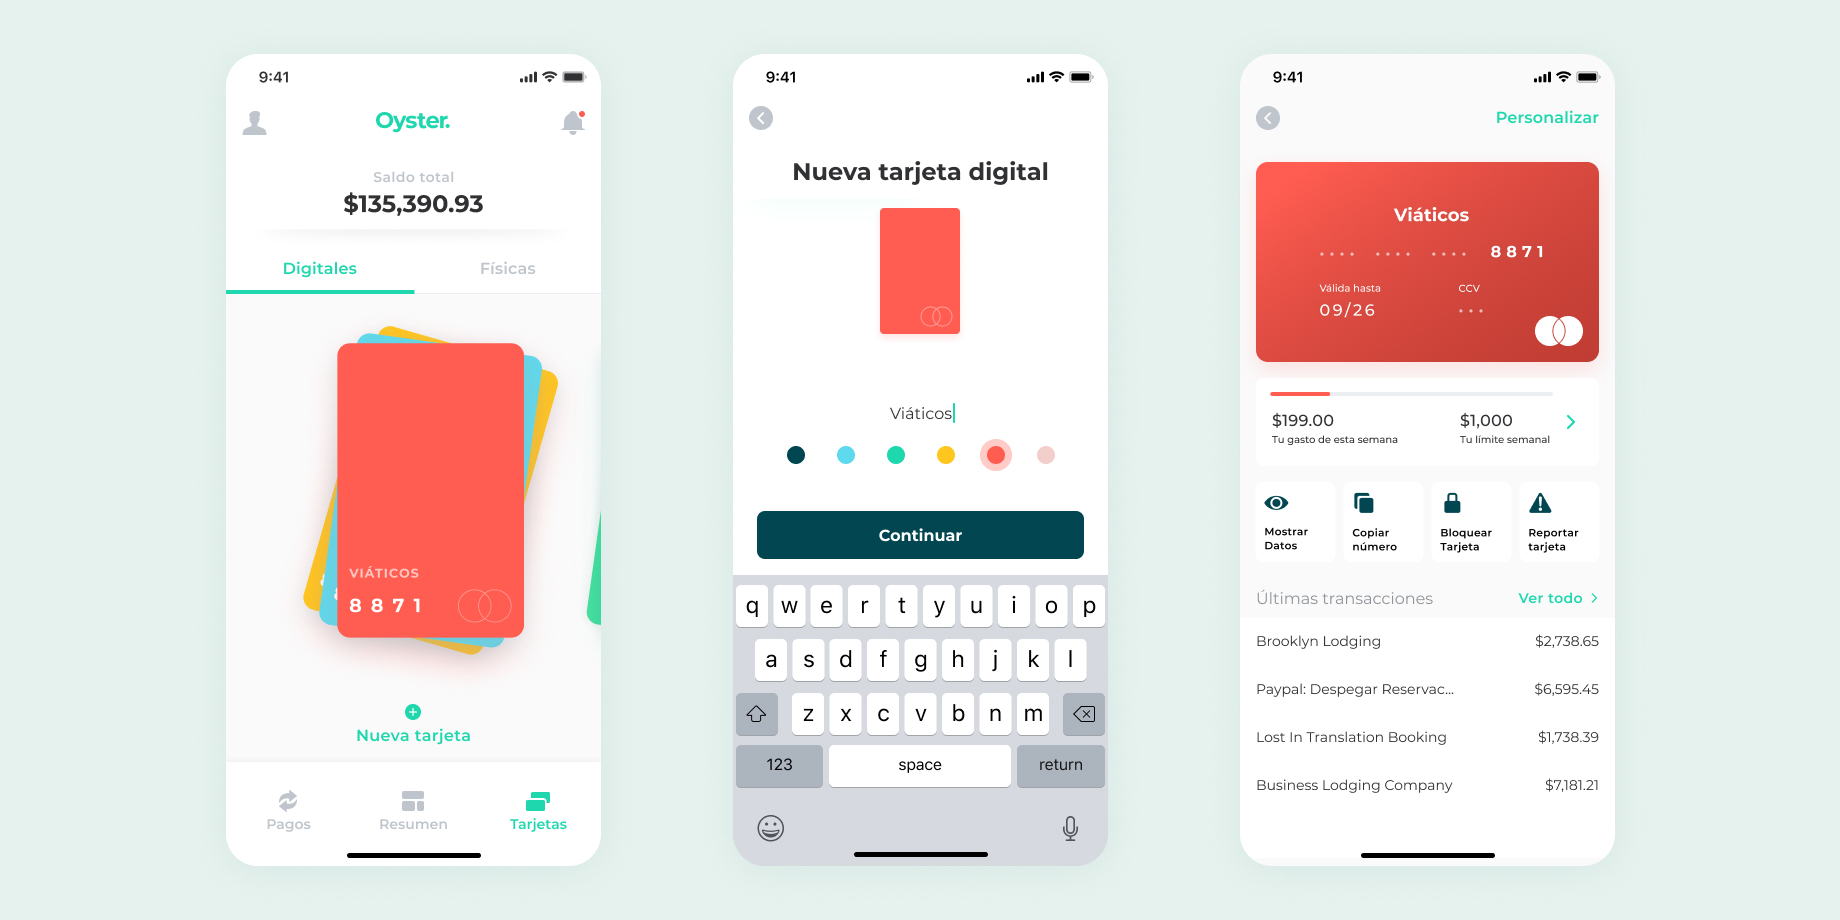 9:41
Oyster.
Saldo total
$135,390.93
Digitales
Físicas
VIÁTICOS
8871
Nueva tarjeta
Pagos
Resumen
Tarjetas
9:41
Nueva tarjeta digital
Viáticos
Continuar
q w e r t y u i o p
a s d f g h j k l
z x c v b n m
123
space
return
9:41
Personalizar
Viáticos
.... .... .... 8871
Válida hasta
CCV
09/26
...
$199.00
$1,000
Tu gasto de esta semana
Tu límite semanal
Mostrar
Datos
Copiar
número
Bloquear
Tarjeta
Reportar
tarjeta
Últimas transacciones
Ver todo
Brooklyn Lodging
$2,738.65
Paypal: Despegar Reservac...
$6,595.45
Lost In Translation Booking
$1,738.39
Business Lodging Company
$7,181.21